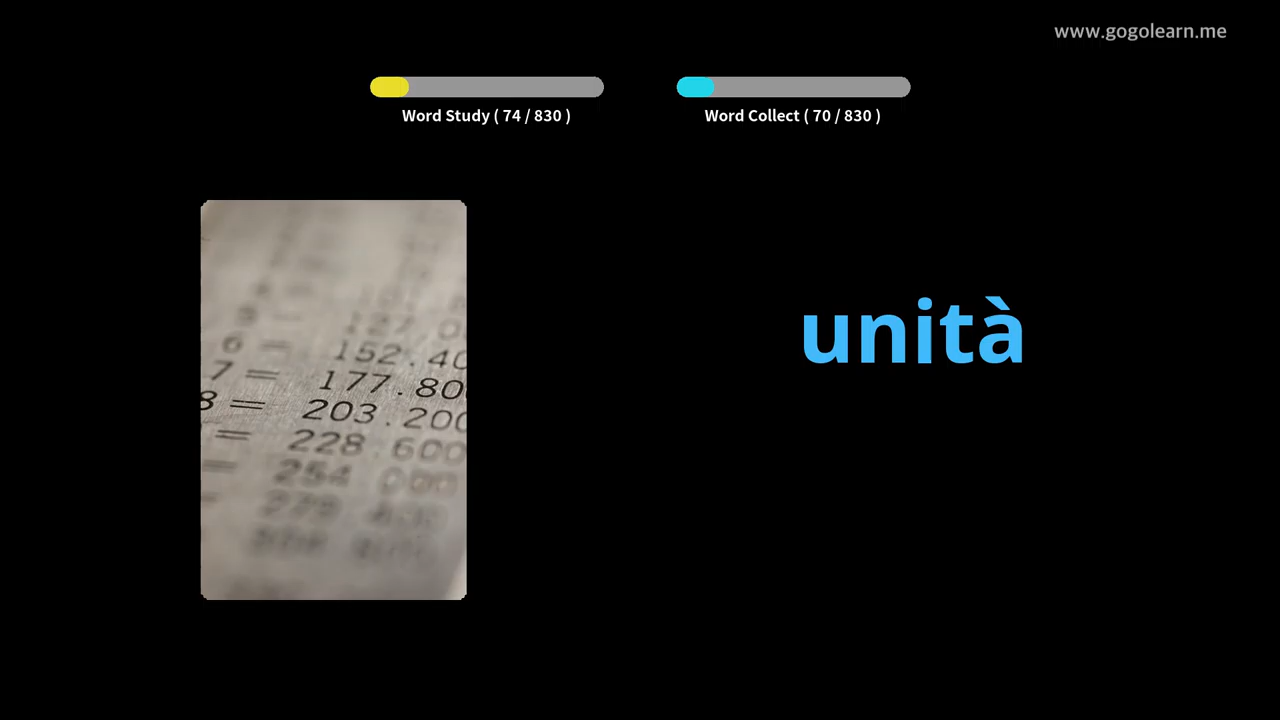 www.gogolearn.me
Word Study ( 74 / 830 )
Word Collect ( 70 / 830 )
unità
6 = 152.40
7 = 177.80
8 = 203.200
= 228.600
= 254